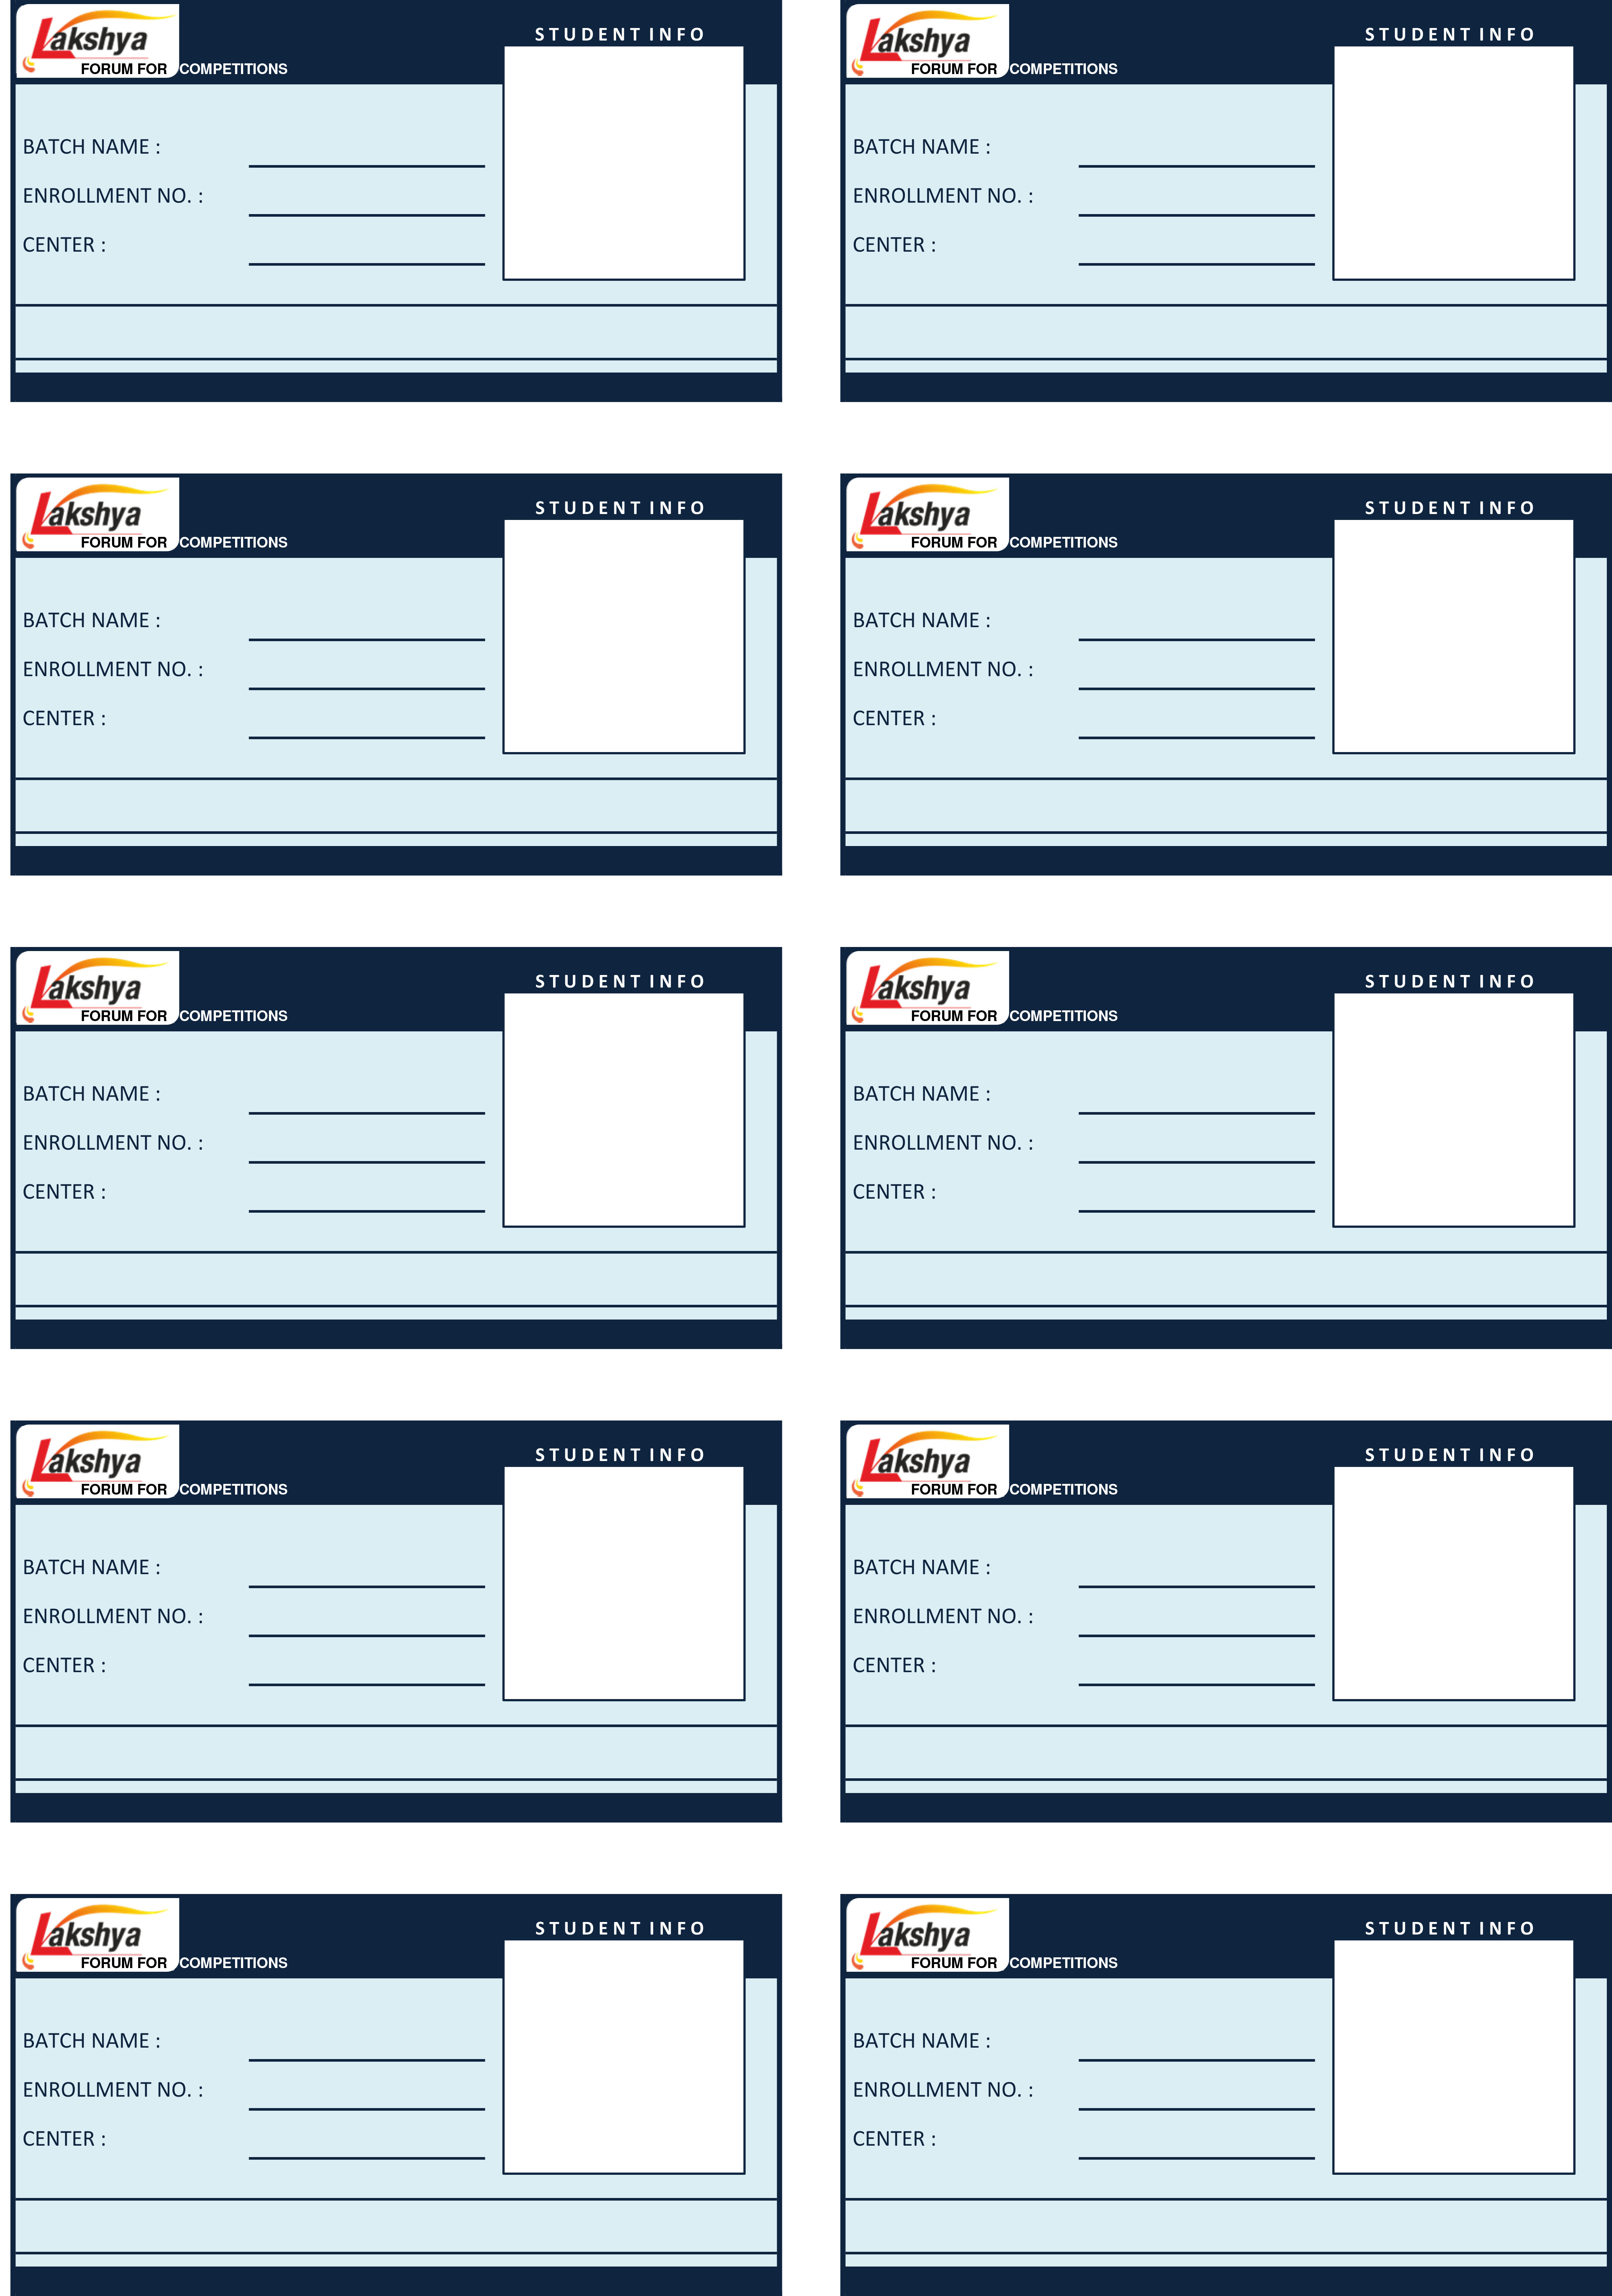 Lakshya STUDENT INFO
FORUM FOR COMPETITIONS
BATCH NAME :
ENROLLMENT NO. :
CENTER :
Lakshya STUDENT INFO
FORUM FOR COMPETITIONS
BATCH NAME :
ENROLLMENT NO. :
CENTER :
Lakshya STUDENT INFO
FORUM FOR COMPETITIONS
BATCH NAME :
ENROLLMENT NO. :
CENTER :
Lakshya STUDENT INFO
FORUM FOR COMPETITIONS
BATCH NAME :
ENROLLMENT NO. :
CENTER :
Lakshya STUDENT INFO
FORUM FOR COMPETITIONS
BATCH NAME :
ENROLLMENT NO. :
CENTER :
Lakshya STUDENT INFO
FORUM FOR COMPETITIONS
BATCH NAME :
ENROLLMENT NO. :
CENTER :
Lakshya STUDENT INFO
FORUM FOR COMPETITIONS
BATCH NAME :
ENROLLMENT NO. :
CENTER :
Lakshya STUDENT INFO
FORUM FOR COMPETITIONS
BATCH NAME :
ENROLLMENT NO. :
CENTER :
Lakshya STUDENT INFO
FORUM FOR COMPETITIONS
BATCH NAME :
ENROLLMENT NO. :
CENTER :
Lakshya STUDENT INFO
FORUM FOR COMPETITIONS
BATCH NAME :
ENROLLMENT NO. :
CENTER :